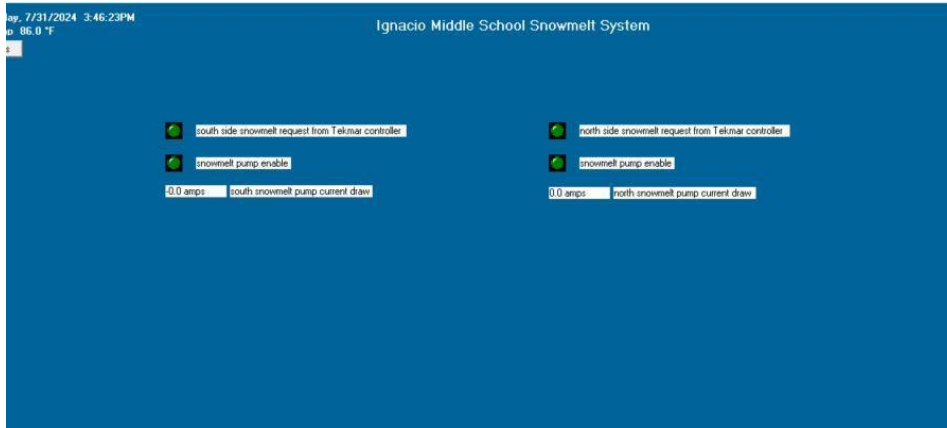 ay, 7/31/2024 3:46:23PM
p 86.0 °F
s
Ignacio Middle School Snowmelt System
south side snowmelt request from Tekmar controller
snowmelt pump enable
-0.0 amps south snowmelt pump current draw
north side snowmelt request from Tekmar controller
snowmelt pump enable
0.0 amps north snowmelt pump current draw